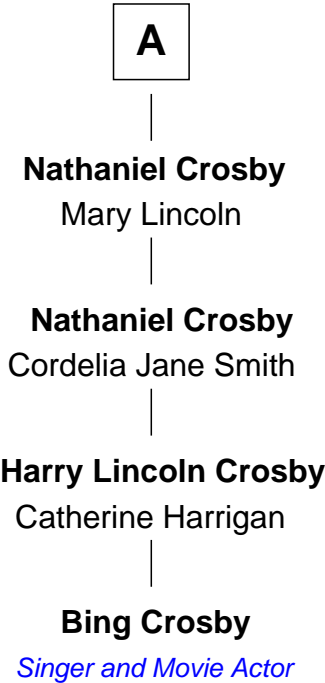 A
Nathaniel Crosby
Mary Lincoln
Nathaniel Crosby
Cordelia Jane Smith
Harry Lincoln Crosby
Catherine Harrigan
Bing Crosby
Singer and Movie Actor